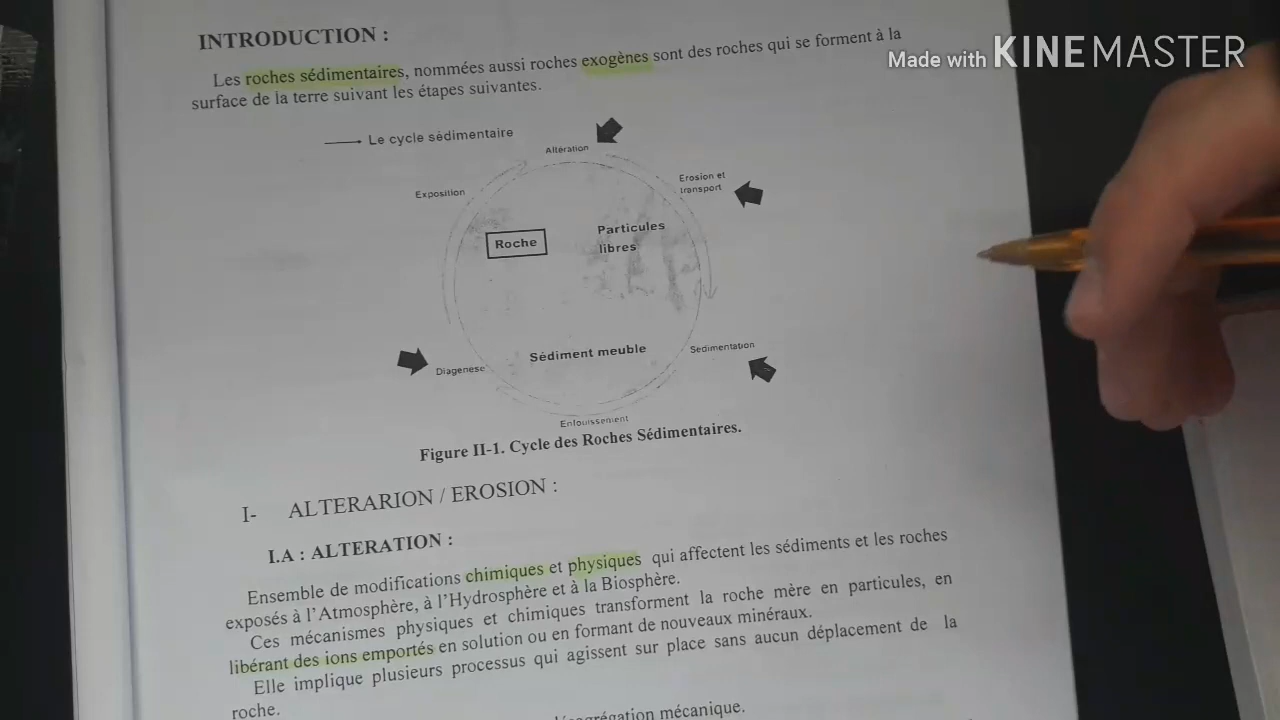 INTRODUCTION :
Made with KINEMASTER
Les roches sédimentaires, nommées aussi roches exogènes sont des roches qui se forment à la
surface de la terre suivant les étapes suivantes.
Le cycle sédimentaire
Altération
Erosion et
transport
Exposition
Roche
Particules
libres
Sédiment meuble
Sédimentation
Diagenèse
Enfouissement
Figure II-1. Cycle des Roches Sédimentaires.
I- ALTERARION / EROSION :
I.A : ALTERATION :
Ensemble de modifications chimiques et physiques qui affectent les sédiments et les roches
exposés à l'Atmosphère, à l'Hydrosphère et à la Biosphère.
Ces mécanismes physiques et chimiques transforment la roche mère en particules, en
libérant des ions emportés en solution ou en formant de nouveaux minéraux.
Elle implique plusieurs processus qui agissent sur place sans aucun déplacement de la
roche.
mécanique.